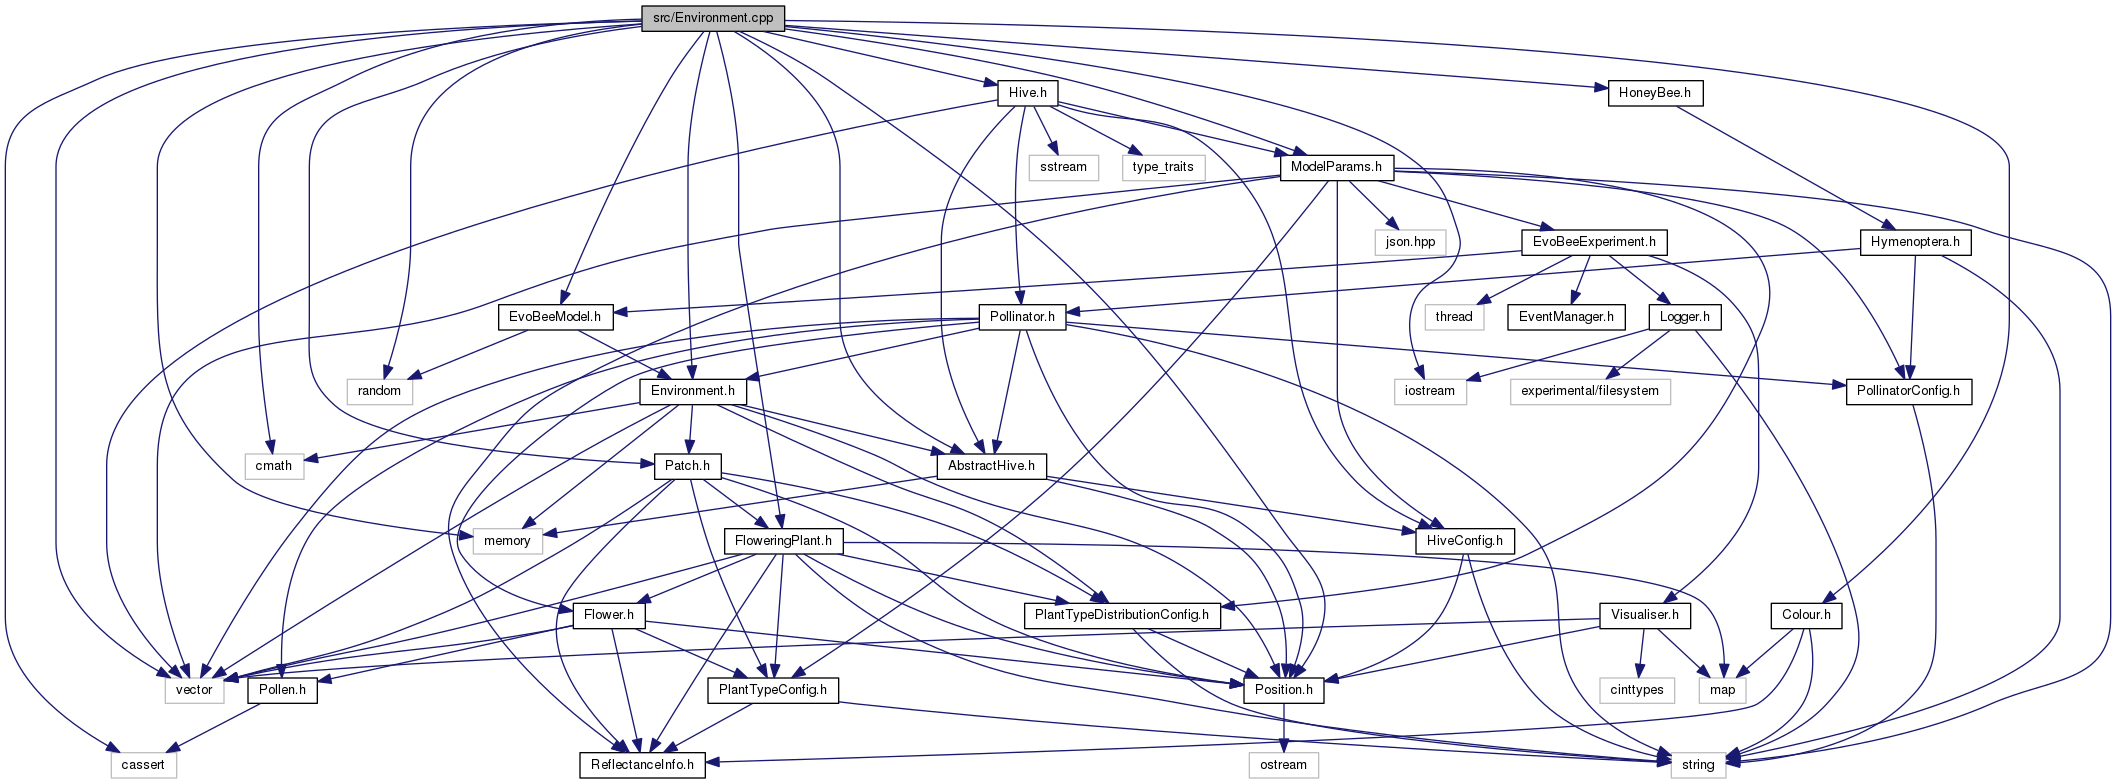 src/Environment.cpp
Hive.h
HoneyBee.h
sstream
type_traits
ModelParams.h
json.hpp
EvoBeeExperiment.h
Hymenoptera.h
EvoBeeModel.h
Pollinator.h
thread
EventManager.h
Logger.h
random
Environment.h
iostream
experimental/filesystem
PollinatorConfig.h
cmath
Patch.h
AbstractHive.h
memory
FloweringPlant.h
HiveConfig.h
Flower.h
PlantTypeDistributionConfig.h
Visualiser.h
Colour.h
vector
Pollen.h
PlantTypeConfig.h
Position.h
cinttypes
map
cassert
ReflectanceInfo.h
ostream
string